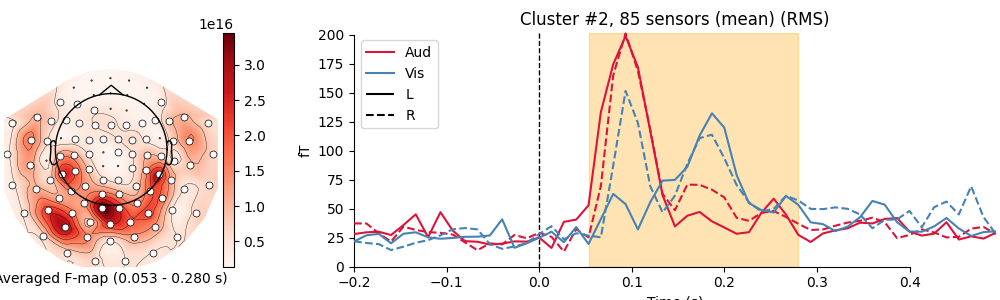 Cluster #2, 85 sensors (mean) (RMS)
1e16
3.0
2.5
2.0
1.5
1.0
0.5
Averaged F-map (0.053 - 0.280 s)
fT
200
175
150
125
100
75
50
25
0
Aud
Vis
L
R
−0.2
−0.1
0.0
0.1
0.2
0.3
0.4
Time (s)